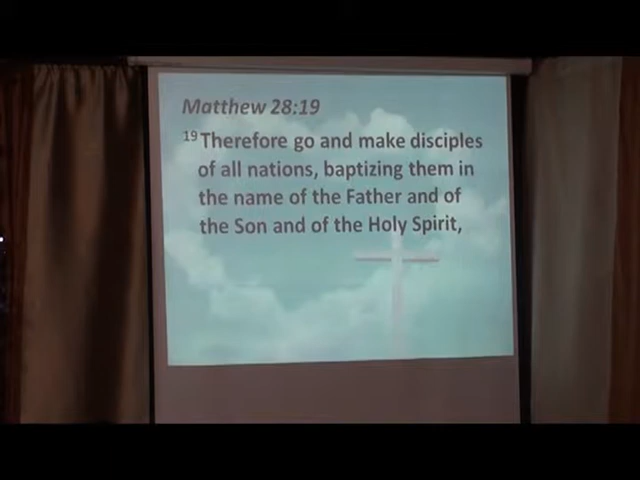 Matthew 28:19
19 Therefore go and make disciples
of all nations, baptizing them in
the name of the Father and of
the Son and of the Holy Spirit,